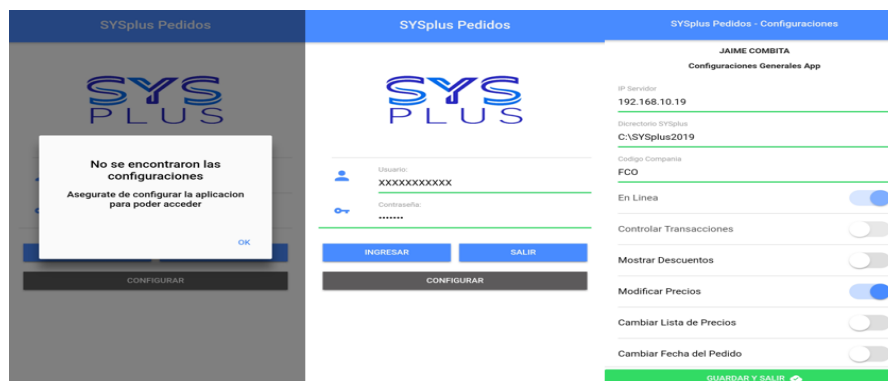 SYSplus Pedidos
SYS
PLUS
No se encontraron las
configuraciones
Asegurate de configurar la aplicacion
para poder acceder
OK
CONFIGURAR
SYSplus Pedidos
SYS
PLUS
Usuario:
XXXXXXXXXXX
Contraseña:
•••••••
INGRESAR SALIR
CONFIGURAR
SYSplus Pedidos - Configuraciones
JAIME COMBITA
Configuraciones Generales App
IP Servidor
192.168.10.19
Dicrectorio SYSplus
C:\SYSplus2019
Codigo Compania
FCO
En Linea
Controlar Transacciones
Mostrar Descuentos
Modificar Precios
Cambiar Lista de Precios
Cambiar Fecha del Pedido
GUARDAR Y SALIR